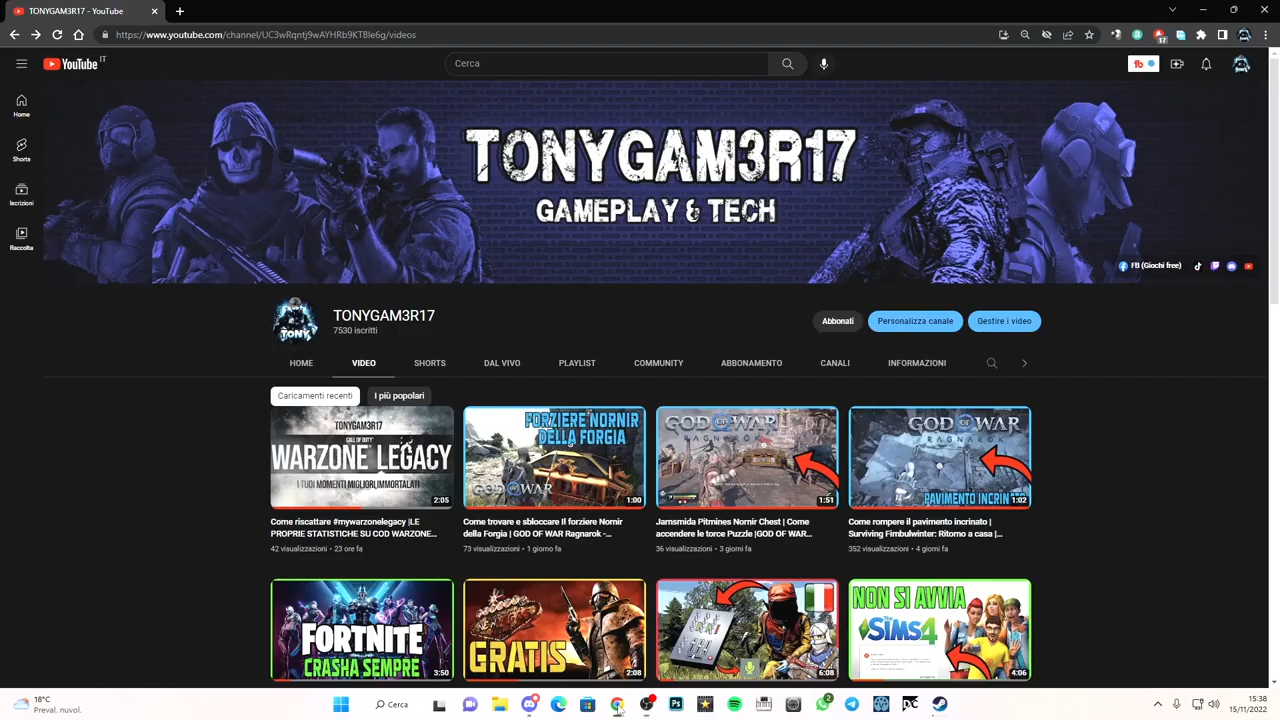 TONYGAM3R17 - YouTube
https://www.youtube.com/channel/UC3wRqntj9wAYHRb9KTBle6g/videos
17
YouTube IT
Cerca
tb
Home
Shorts
Iscrizioni
Raccolta
TONYGAM3R17
GAMEPLAY & TECH
FB (Giochi free)
TONY
TONYGAM3R17
7530 iscritti
Abbonati
Personalizza canale
Gestire i video
HOME
VIDEO
SHORTS
DAL VIVO
PLAYLIST
COMMUNITY
ABBONAMENTO
CANALI
INFORMAZIONI
Caricamenti recenti
I più popolari
TONYGAM3R17
CALL OF DUTY
WARZONE LEGACY
I TUOI MOMENTI MIGLIORI, IMMORTALATI
2:05
FORZIERE NORNIR
DELLA FORGIA
GOD OF WAR
1:00
GOD OF WAR
RAGNAROK
1:51
GOD OF WAR
RAGNAROK
PAVIMENTO INCRIN
1:02
Come riscattare #mywarzonelegacy |LE
PROPRIE STATISTICHE SU COD WARZONE...
42 visualizzazioni • 23 ore fa
Come trovare e sbloccare Il forziere Nornir
della Forgia | GOD OF WAR Ragnarok -...
73 visualizzazioni • 1 giorno fa
Jarnsmida Pitmines Nornir Chest | Come
accendere le torce Puzzle |GOD OF WAR...
36 visualizzazioni • 3 giorni fa
Come rompere il pavimento incrinato |
Surviving Fimbulwinter: Ritorno a casa |...
352 visualizzazioni • 4 giorni fa
FORTNITE
CRASHA SEMPRE
GRATIS
2:08
NON SI AVVIA
THE SIMS 4
4:06
18°C
Preval. nuvol.
Cerca
2
DC
15:38
15/11/2022